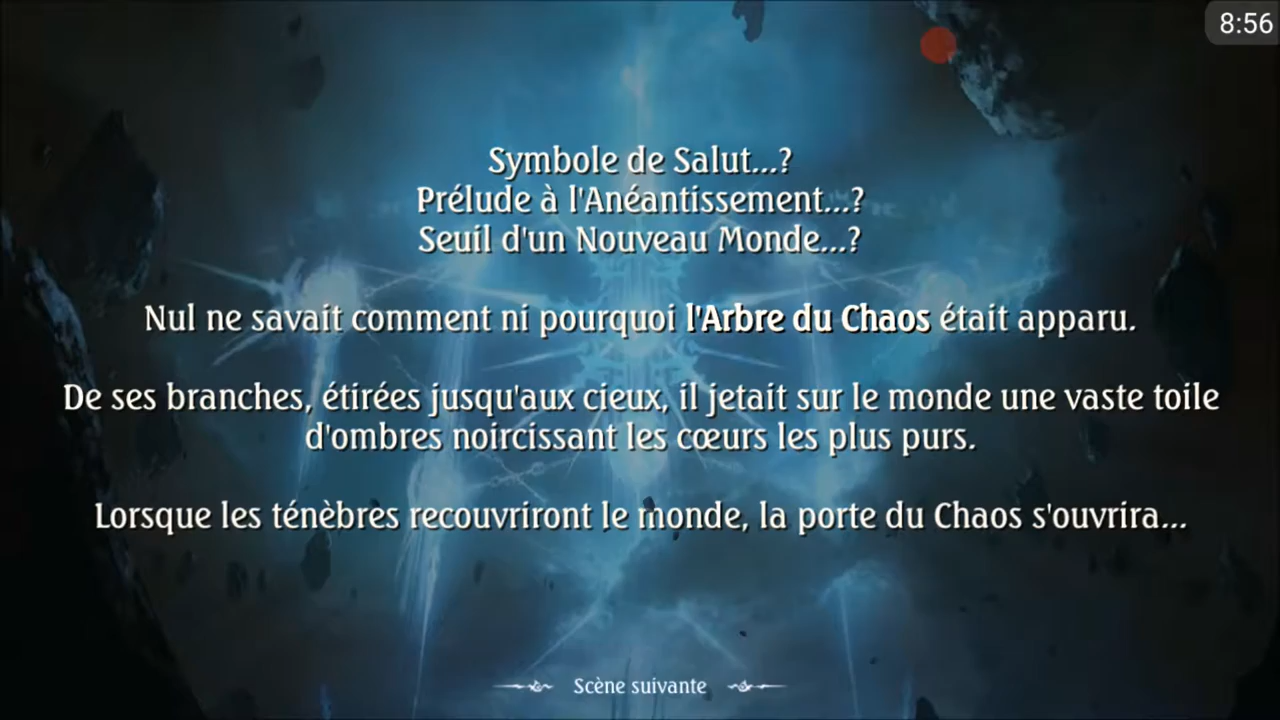 8:56
Symbole de Salut...?
Prélude à l'Anéantissement...?
Seuil d'un Nouveau Monde...?
Nul ne savait comment ni pourquoi l'Arbre du Chaos était apparu.
De ses branches, étirées jusqu'aux cieux, il jetait sur le monde une vaste toile
d'ombres noircissant les cœurs les plus purs.
Lorsque les ténèbres recouvriront le monde, la porte du Chaos s'ouvrira...
Scène suivante